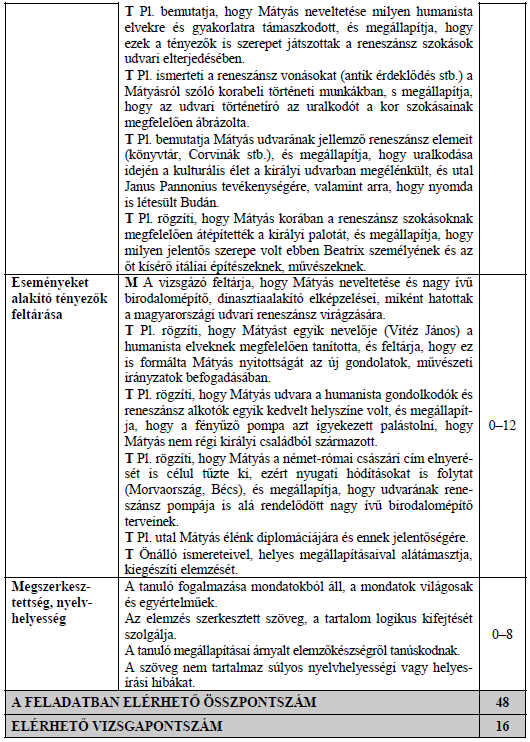 T Pl. bemutatja, hogy Mátyás neveltetése milyen humanista
elvekre és gyakorlatra támaszkodott, és megállapítja, hogy
ezek a tényezők is szerepet játszottak a reneszánsz szokások
udvari elterjedésében.
T Pl. ismerteti a reneszánsz vonásokat (antik érdeklődés stb.) a
Mátyásról szóló korabeli történeti munkákban, s megállapítja,
hogy az udvari történetíró az uralkodót a kor szokásainak
megfelelően ábrázolta.
T Pl. bemutatja Mátyás udvarának jellemző reneszánsz elemeit
(könyvtár, Corvinák stb.), és megállapítja, hogy uralkodása
idején a kulturális élet a királyi udvarban megélénkült, és utal
Janus Pannonius tevékenységére, valamint arra, hogy nyomda
is létesült Budán.
T Pl. rögzíti, hogy Mátyás korában a reneszánsz szokásoknak
megfelelően átépítették a királyi palotát, és megállapítja, hogy
milyen jelentős szerepe volt ebben Beatrix személyének és az
őt kísérő itáliai építészeknek, művészeknek.
Eseményeket
alakító tényezők
feltárása
M A vizsgázó feltárja, hogy Mátyás neveltetése és nagy ívű
birodalomépítő, dinasztiaalakító elképzelései, miként hatottak
a magyarországi udvari reneszánsz virágzására.
T Pl. rögzíti, hogy Mátyást egyik nevelője (Vitéz János) a
humanista elveknek megfelelően tanította, és feltárja, hogy ez
is formálta Mátyás nyitottságát az új gondolatok, művészeti
irányzatok befogadásában.
T Pl. rögzíti, hogy Mátyás udvara a humanista gondolkodók és
reneszánsz alkotók egyik kedvelt helyszíne volt, és megállapít-
ja, hogy a fényűző pompa azt igyekezett palástolni, hogy
Mátyás nem régi királyi családból származott.
T Pl. rögzíti, hogy Mátyás a német-római császári cím elnyeré-
sét is célul tűzte ki, ezért nyugati hódításokat is folytat
(Morvaország, Bécs), és megállapítja, hogy udvarának rene-
szánsz pompája is alá rendelődött nagy ívű birodalomépítő
terveinek.
T Pl. utal Mátyás élénk diplomáciájára és ennek jelentőségére.
T Önálló ismereteivel, helyes megállapításaival alátámasztja,
kiegészíti elemzését.
0–12
Megszerkesz-
tettség, nyelv-
helyesség
A tanuló fogalmazása mondatokból áll, a mondatok világosak
és egyértelműek.
Az elemzés szerkesztett szöveg, a tartalom logikus kifejtését
szolgálja.
A tanuló megállapításai árnyalt elemzőkészségről tanúskodnak.
A szöveg nem tartalmaz súlyos nyelvhelyességi vagy helyes-
írási hibákat.
0–8
A FELADATBAN ELÉRHETŐ ÖSSZPONTSZÁM 48
ELÉRHETŐ VIZSGAPONTSZÁM 16